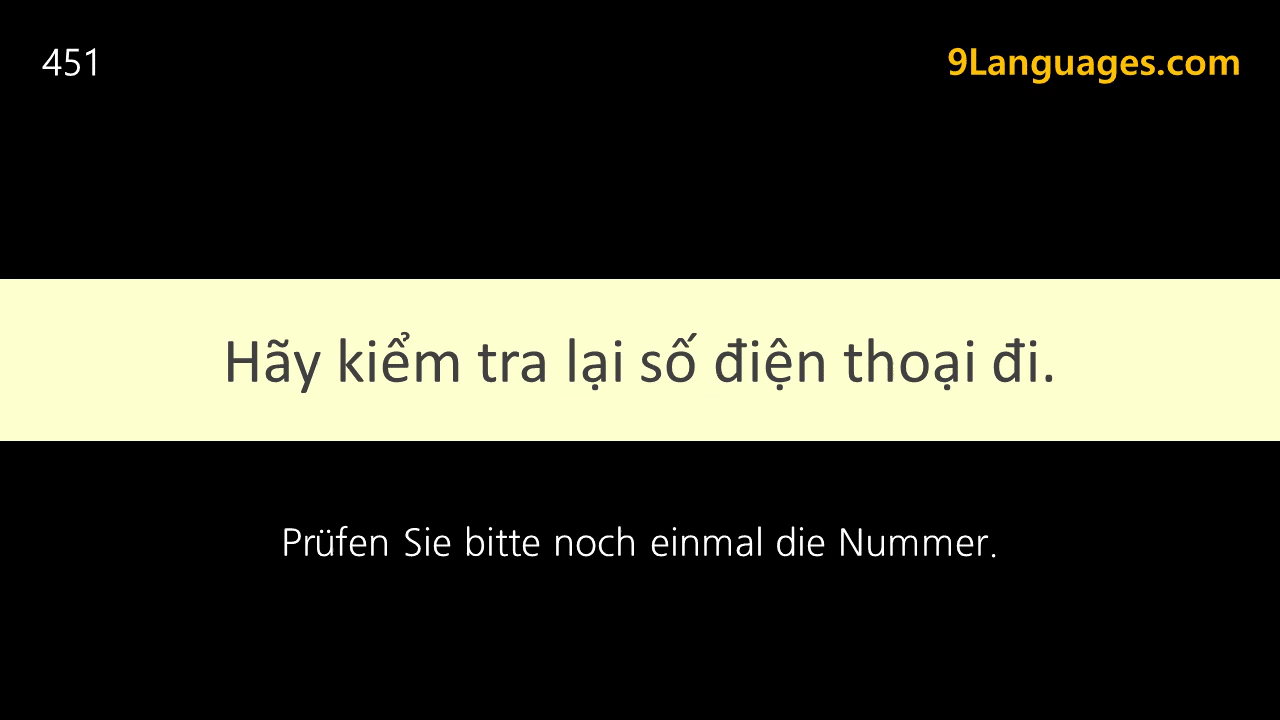 451
9Languages.com
Hãy kiểm tra lại số điện thoại đi.
Prüfen Sie bitte noch einmal die Nummer.